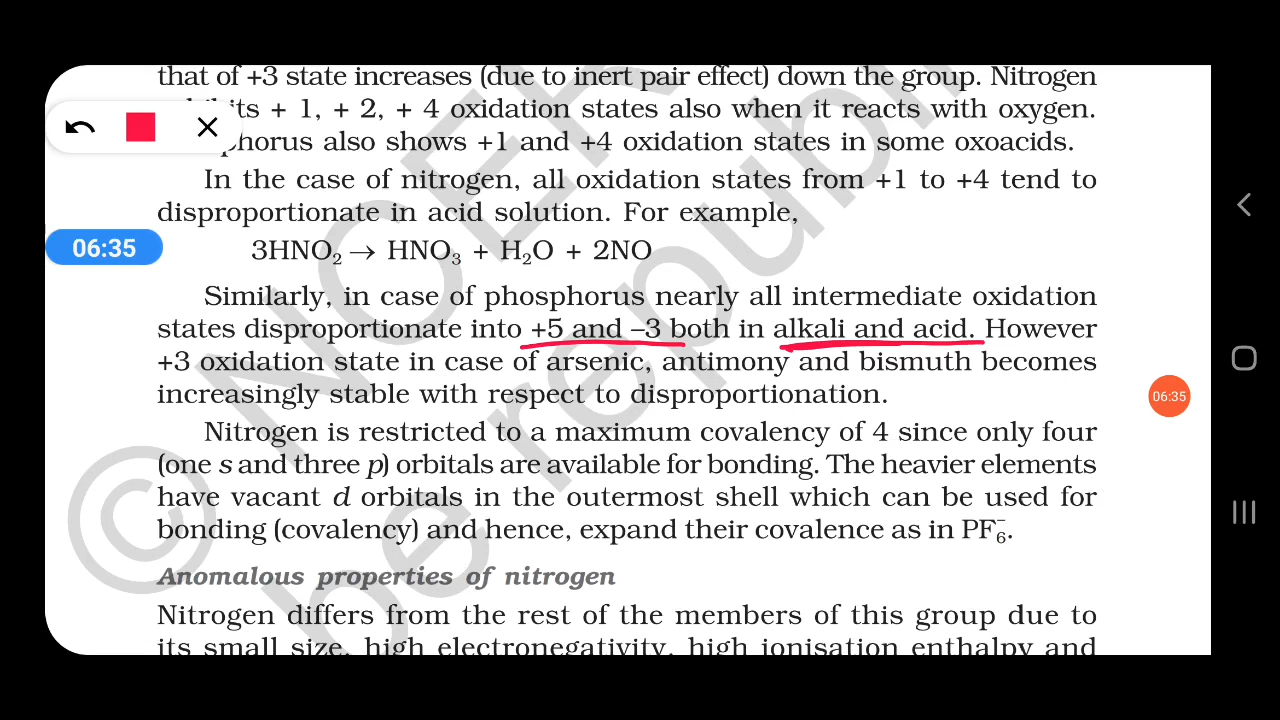 that of +3 state increases (due to inert pair effect) down the group. Nitrogen
its + 1, + 2, + 4 oxidation states also when it reacts with oxygen.
phorus also shows +1 and +4 oxidation states in some oxoacids.
In the case of nitrogen, all oxidation states from +1 to +4 tend to
disproportionate in acid solution. For example,
06:35
3HNO₂ → HNO₃ + H₂O + 2NO
Similarly, in case of phosphorus nearly all intermediate oxidation
states disproportionate into +5 and –3 both in alkali and acid. However
+3 oxidation state in case of arsenic, antimony and bismuth becomes
06:35
increasingly stable with respect to disproportionation.
Nitrogen is restricted to a maximum covalency of 4 since only four
(one s and three p) orbitals are available for bonding. The heavier elements
have vacant d orbitals in the outermost shell which can be used for
bonding (covalency) and hence, expand their covalence as in PF₆⁻.
Anomalous properties of nitrogen
Nitrogen differs from the rest of the members of this group due to
its small size, high electronegativity, high ionisation enthalpy and